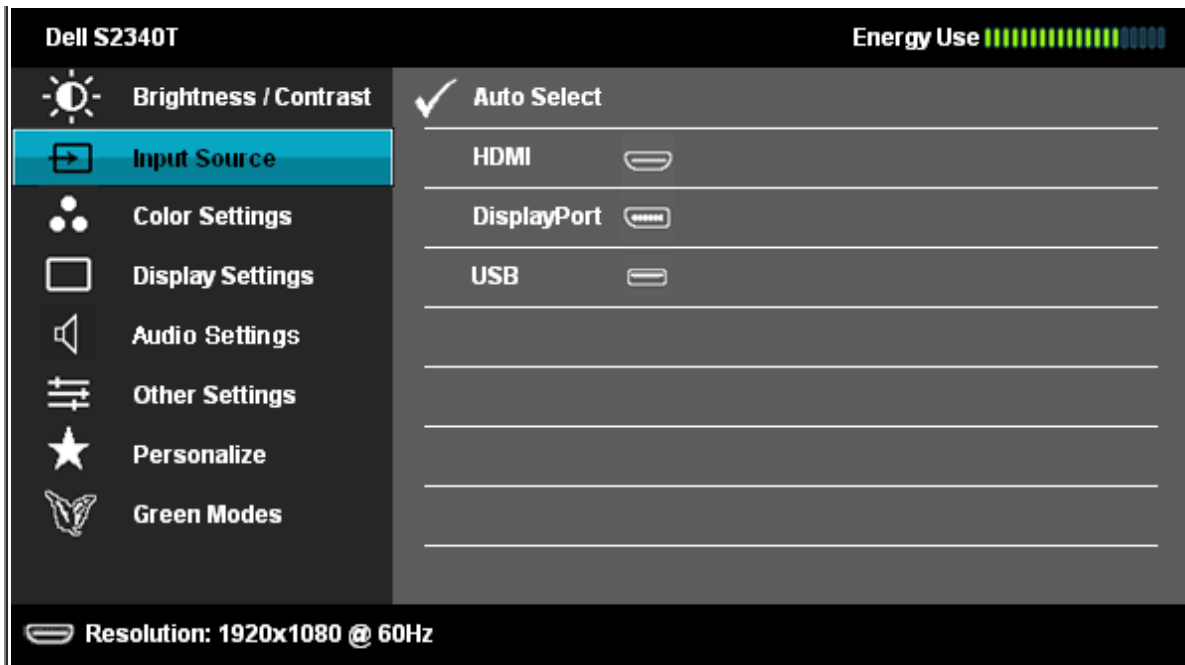 Dell S2340T Energy Use
Brightness / Contrast
Auto Select
Input Source
HDMI
Color Settings
DisplayPort
Display Settings
USB
Audio Settings
Other Settings
Personalize
Green Modes
Resolution: 1920x1080 @ 60Hz